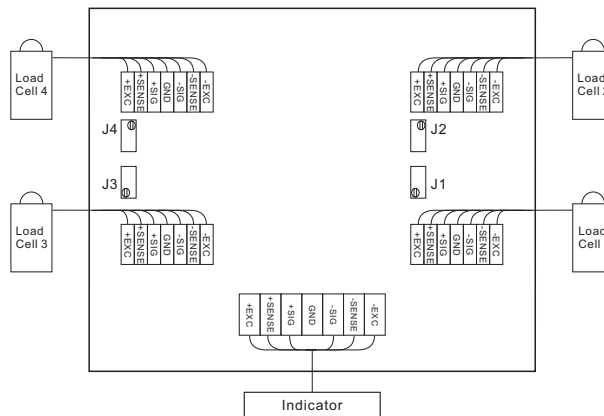 Load
Cell 4
+EXC
+SENSE
+SIG
GND
-SIG
-SENSE
-EXC
J4
+EXC
+SENSE
+SIG
GND
-SIG
-SENSE
-EXC
J2
Load
Cell
Load
Cell 3
J3
+EXC
+SENSE
+SIG
GND
-SIG
-SENSE
-EXC
J1
+EXC
+SENSE
+SIG
GND
-SIG
-SENSE
-EXC
Load
Cell
+EXC
+SENSE
+SIG
GND
-SIG
-SENSE
-EXC
Indicator